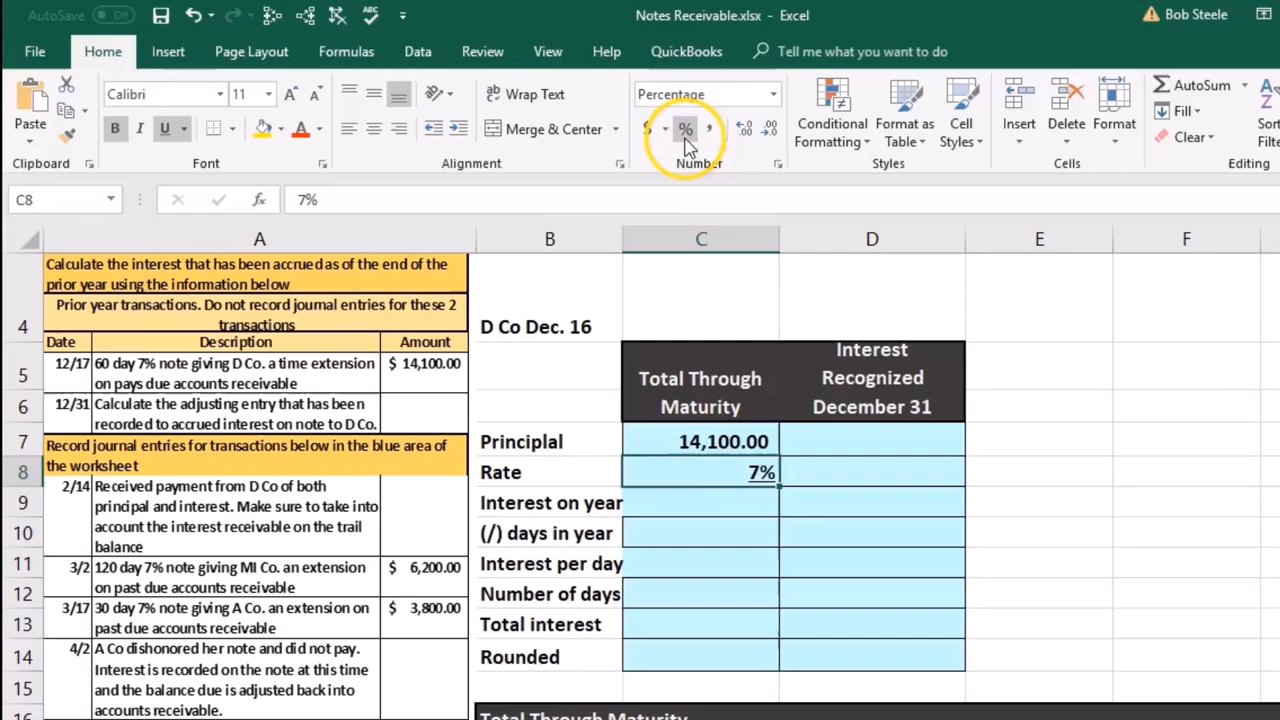 AutoSave Off
Notes Receivable.xlsx - Excel
Bob Steele
File Home Insert Page Layout Formulas Data Review View Help QuickBooks Tell me what you want to do
Paste
Clipboard
Calibri 11
B I U
Font
Wrap Text
Merge & Center
Alignment
Percentage
$ % ,
Number
Conditional
Formatting
Format as
Table
Cell
Styles
Styles
Insert
Delete
Format
Cells
AutoSum
Fill
Clear
Editing
C8
fx
7%
A B C D E F
Calculate the interest that has been accrued as of the end of the
prior year using the information below
Prior year transactions. Do not record journal entries for these 2
transactions
4
D Co Dec. 16
Date Description Amount
12/17 60 day 7% note giving D Co. a time extension $ 14,100.00
on pays due accounts receivable
5
Total Through
Maturity
Interest
Recognized
December 31
12/31 Calculate the adjusting entry that has been
recorded to accrued interest on note to D Co.
6
Record journal entries for transactions below in the blue area of
the worksheet
7 Principlal 14,100.00
8 Rate 7%
2/14 Received payment from D Co of both
principal and interest. Make sure to take into
account the interest receivable on the trail
balance
9 Interest on year
10 (/) days in year
3/2 120 day 7% note giving MI Co. an extension $ 6,200.00
on past due accounts receivable
11 Interest per day
12 Number of days
3/17 30 day 7% note giving A Co. an extension on $ 3,800.00
past due accounts receivable
13 Total interest
4/2 A Co dishonored her note and did not pay.
Interest is recorded on the note at this time
and the balance due is adjusted back into
accounts receivable.
14 Rounded
15
16 Total Through Maturity